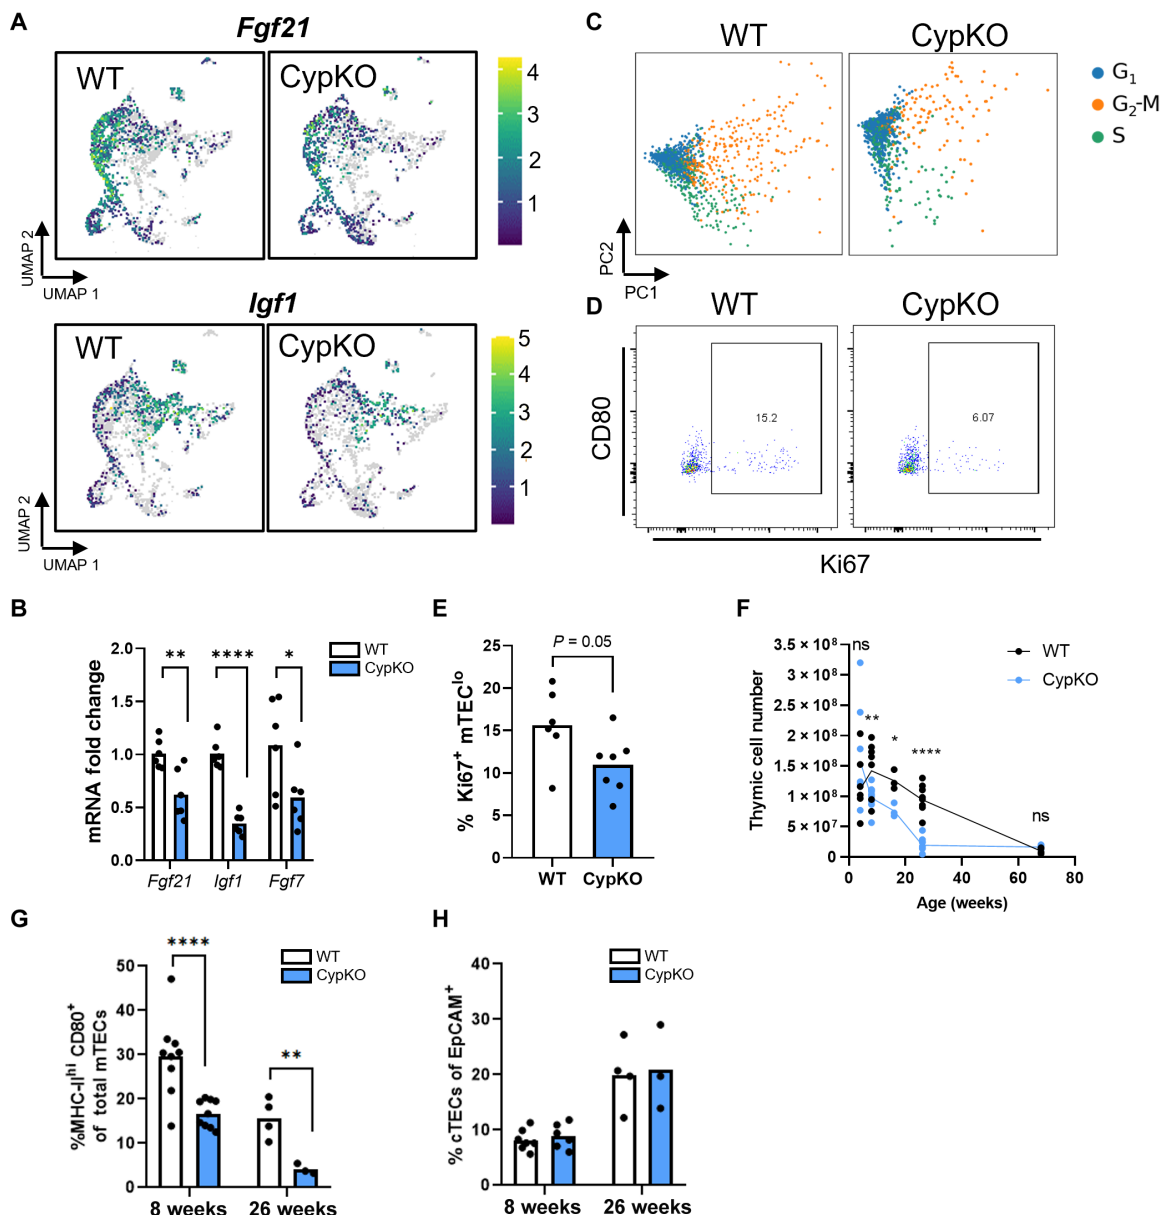 A
Fgf21
WT
CypKO
4
3
2
1
UMAP 2
UMAP 1
Igf1
WT
CypKO
5
4
3
2
1
UMAP 2
UMAP 1
B
mRNA fold change
2.0
1.5
1.0
0.5
0.0
**
****
*
WT
CypKO
Fgf21
Igf1
Fgf7
C
WT
CypKO
G1
G2-M
S
PC2
PC1
D
WT
CypKO
15.2
6.07
CD80
Ki67
E
% Ki67+ mTEClo
P = 0.05
25
20
15
10
5
0
WT
CypKO
F
Thymic cell number
3.5 × 10⁸
3 × 10⁸
2.5 × 10⁸
2 × 10⁸
1.5 × 10⁸
1 × 10⁸
5 × 10⁷
0
ns
**
*
****
ns
WT
CypKO
0
20
40
60
80
Age (weeks)
G
%MHC-IIhi CD80+
of total mTECs
50
40
30
20
10
0
****
**
WT
CypKO
8 weeks
26 weeks
H
% cTECs of EpCAM+
40
30
20
10
0
WT
CypKO
8 weeks
26 weeks